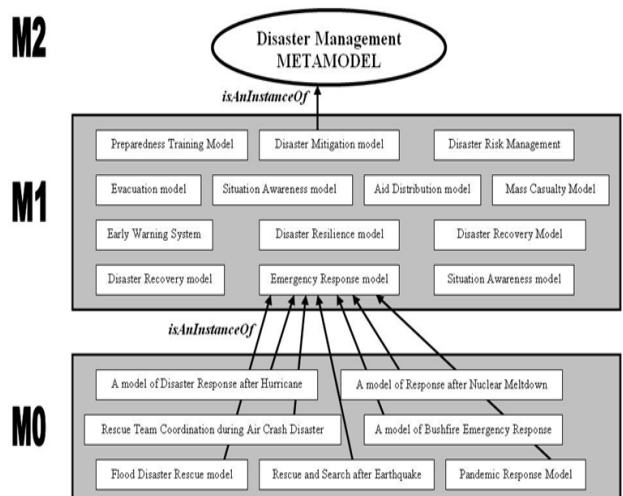 M2
Disaster Management
METAMODEL
isAnInstanceOf
M1
Preparedness Training Model
Disaster Mitigation model
Disaster Risk Management
Evacuation model
Situation Awareness model
Aid Distribution model
Mass Casualty Model
Early Warning System
Disaster Resilience model
Disaster Recovery Model
Disaster Recovery model
Emergency Response model
Situation Awareness model
isAnInstanceOf
M0
A model of Disaster Response after Hurricane
A model of Response after Nuclear Meltdown
Rescue Team Coordination during Air Crash Disaster
A model of Bushfire Emergency Response
Flood Disaster Rescue model
Rescue and Search after Earthquake
Pandemic Response Model